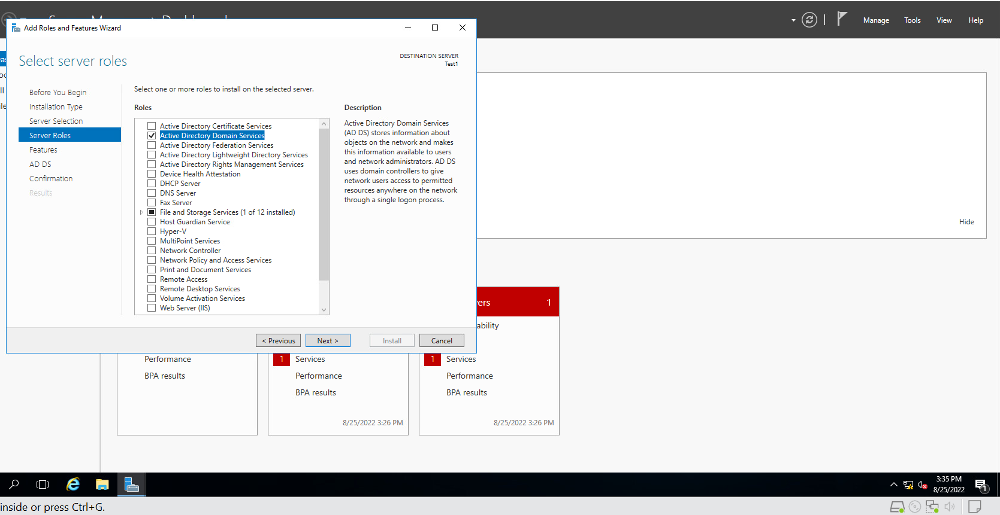 Add Roles and Features Wizard
Manage
Tools
View
Help
Select server roles
DESTINATION SERVER
Test1
Before You Begin
Installation Type
Server Selection
Server Roles
Features
AD DS
Confirmation
Results
Select one or more roles to install on the selected server.
Roles
Active Directory Certificate Services
Active Directory Domain Services
Active Directory Federation Services
Active Directory Lightweight Directory Services
Active Directory Rights Management Services
Device Health Attestation
DHCP Server
DNS Server
Fax Server
File and Storage Services (1 of 12 installed)
Host Guardian Service
Hyper-V
MultiPoint Services
Network Controller
Network Policy and Access Services
Print and Document Services
Remote Access
Remote Desktop Services
Volume Activation Services
Web Server (IIS)
Description
Active Directory Domain Services
(AD DS) stores information about
objects on the network and makes
this information available to users
and network administrators. AD DS
uses domain controllers to give
network users access to permitted
resources anywhere on the network
through a single logon process.
Hide
< Previous
Next >
Install
Cancel
vers 1
ability
Performance
BPA results
1 Services
Performance
BPA results
8/25/2022 3:26 PM
1 Services
Performance
BPA results
8/25/2022 3:26 PM
3:35 PM
8/25/2022
1
inside or press Ctrl+G.